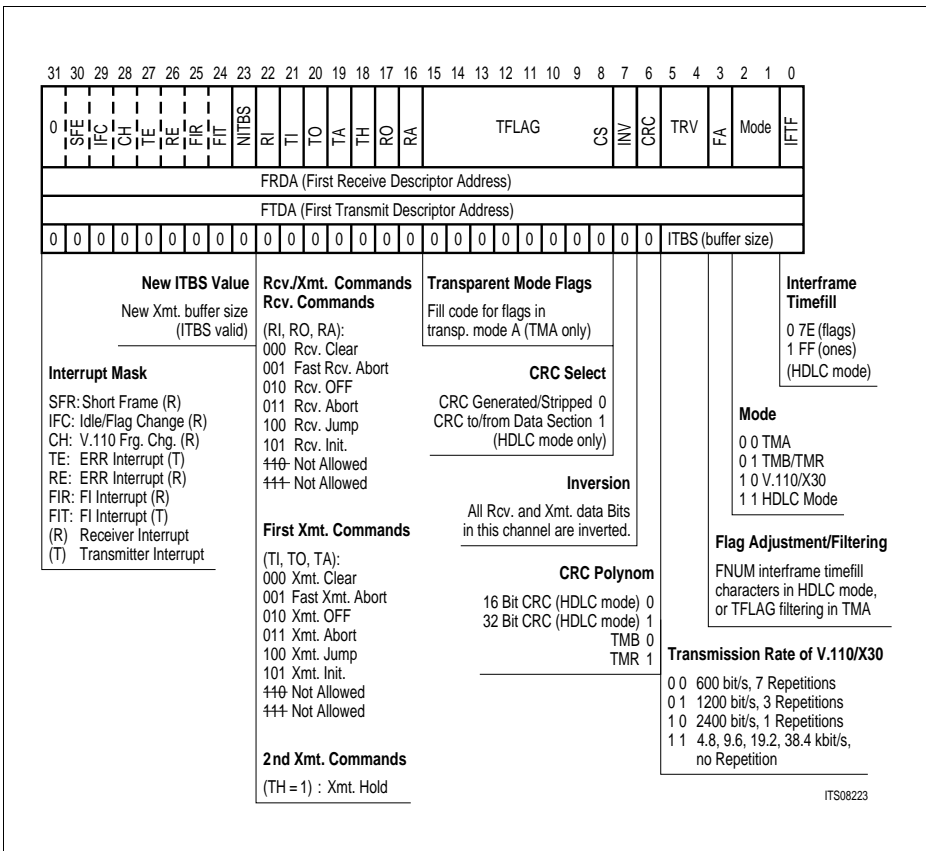 31 30 29 28 27 26 25 24 23 22 21 20 19 18 17 16 15 14 13 12 11 10 9 8 7 6 5 4 3 2 1 0
0 SFE IFC CH TE RE FIR FIT NITBS RI TI TO TA TH RO RA TFLAG CS INV CRC TRV FA Mode IFTF
FRDA (First Receive Descriptor Address)
FTDA (First Transmit Descriptor Address)
0 0 0 0 0 0 0 0 0 0 0 0 0 0 0 0 0 0 0 0 0 0 0 0 0 0 ITBS (buffer size)
New ITBS Value
New Xmt. buffer size
(ITBS valid)
Interrupt Mask
SFR: Short Frame (R)
IFC: Idle/Flag Change (R)
CH: V.110 Frg. Chg. (R)
TE: ERR Interrupt (T)
RE: ERR Interrupt (R)
FIR: FI Interrupt (R)
FIT: FI Interrupt (T)
(R) Receiver Interrupt
(T) Transmitter Interrupt
Rcv./Xmt. Commands
Rcv. Commands
(RI, RO, RA):
000 Rcv. Clear
001 Fast Rcv. Abort
010 Rcv. OFF
011 Rcv. Abort
100 Rcv. Jump
101 Rcv. Init.
110 Not Allowed
111 Not Allowed
First Xmt. Commands
(TI, TO, TA):
000 Xmt. Clear
001 Fast Xmt. Abort
010 Xmt. OFF
011 Xmt. Abort
100 Xmt. Jump
101 Xmt. Init.
110 Not Allowed
111 Not Allowed
2nd Xmt. Commands
(TH = 1) : Xmt. Hold
Transparent Mode Flags
Fill code for flags in
transp. mode A (TMA only)
CRC Select
CRC Generated/Stripped 0
CRC to/from Data Section 1
(HDLC mode only)
Inversion
All Rcv. and Xmt. data Bits
in this channel are inverted.
CRC Polynom
16 Bit CRC (HDLC mode) 0
32 Bit CRC (HDLC mode) 1
TMB 0
TMR 1
Interframe
Timefill
0 7E (flags)
1 FF (ones)
(HDLC mode)
Mode
0 0 TMA
0 1 TMB/TMR
1 0 V.110/X30
1 1 HDLC Mode
Flag Adjustment/Filtering
FNUM interframe timefill
characters in HDLC mode,
or TFLAG filtering in TMA
Transmission Rate of V.110/X30
0 0 600 bit/s, 7 Repetitions
0 1 1200 bit/s, 3 Repetitions
1 0 2400 bit/s, 1 Repetitions
1 1 4.8, 9.6, 19.2, 38.4 kbit/s,
no Repetition
ITS08223